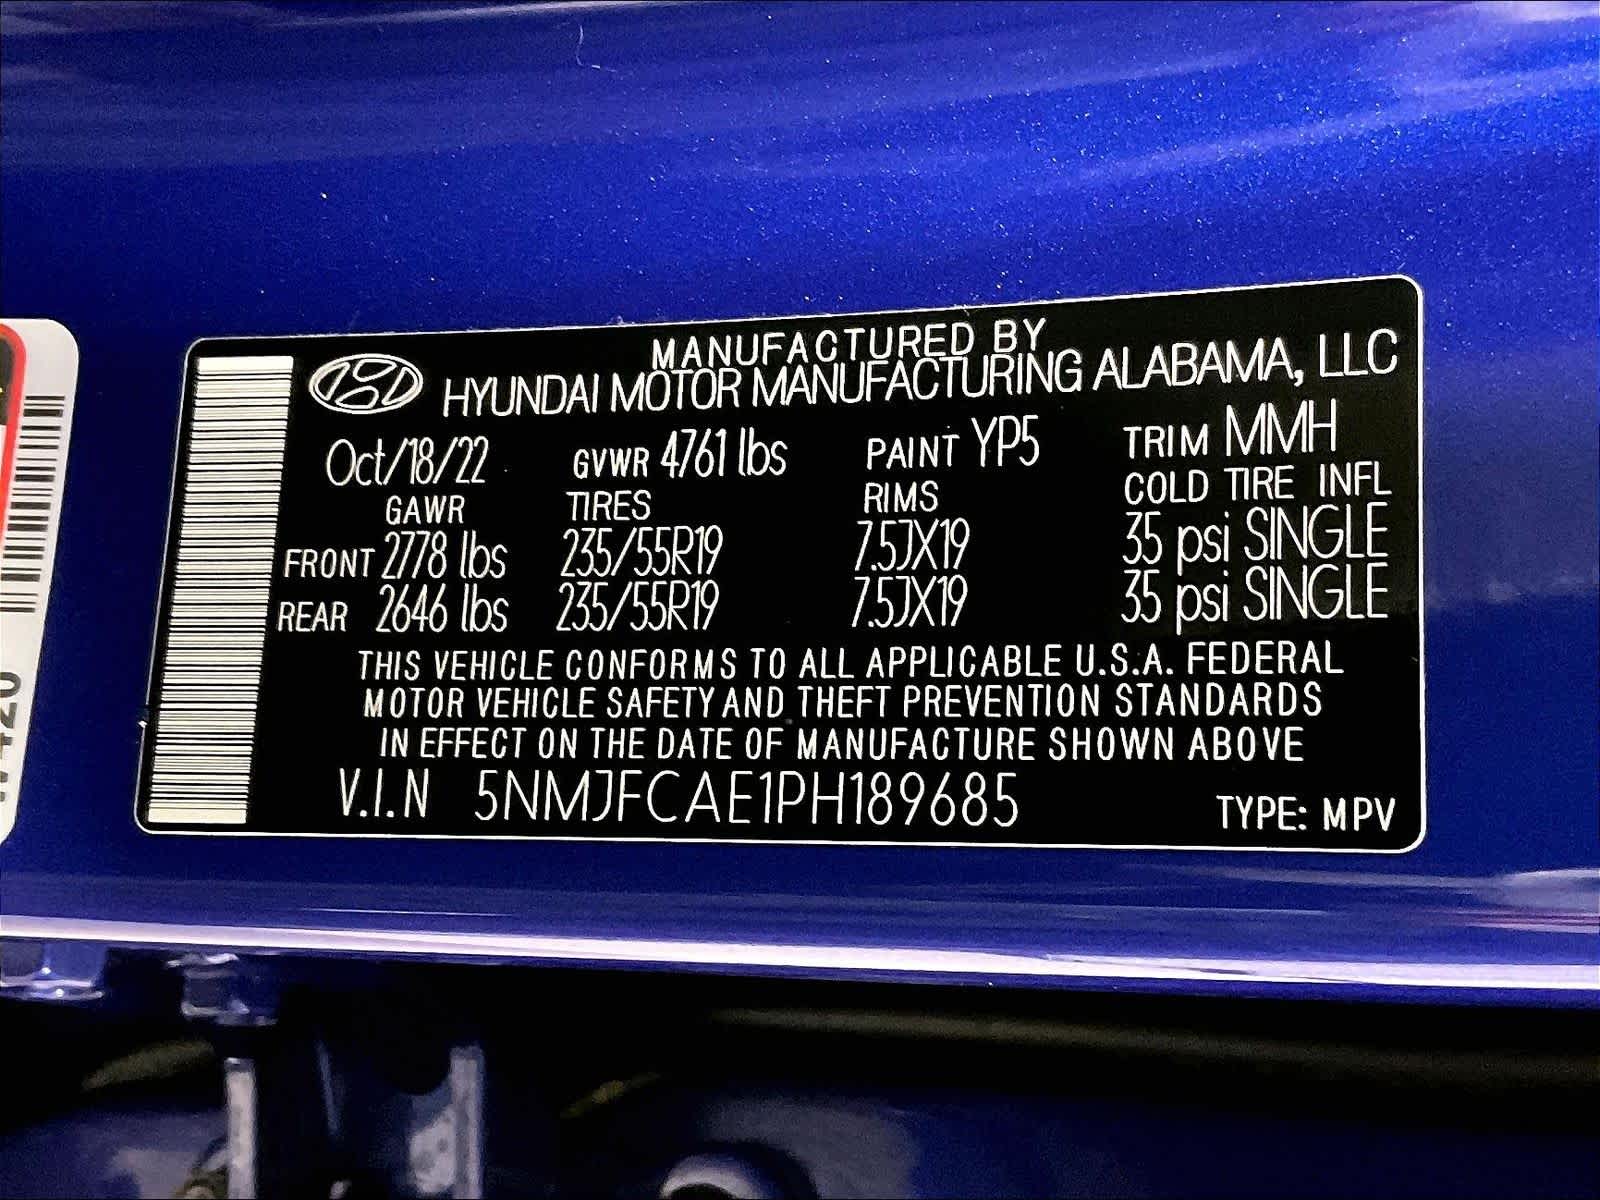 MANUFACTURED BY
HYUNDAI MOTOR MANUFACTURING ALABAMA, LLC
Oct/18/22 GVWR 4761 lbs PAINT YP5 TRIM MMH
GAWR TIRES RIMS COLD TIRE INFL
FRONT 2778 lbs 235/55R19 7.5JX19 35 psi SINGLE
REAR 2646 lbs 235/55R19 7.5JX19 35 psi SINGLE
THIS VEHICLE CONFORMS TO ALL APPLICABLE U.S.A. FEDERAL
MOTOR VEHICLE SAFETY AND THEFT PREVENTION STANDARDS
IN EFFECT ON THE DATE OF MANUFACTURE SHOWN ABOVE
V.I.N 5NMJFCAE1PH189685 TYPE: MPV